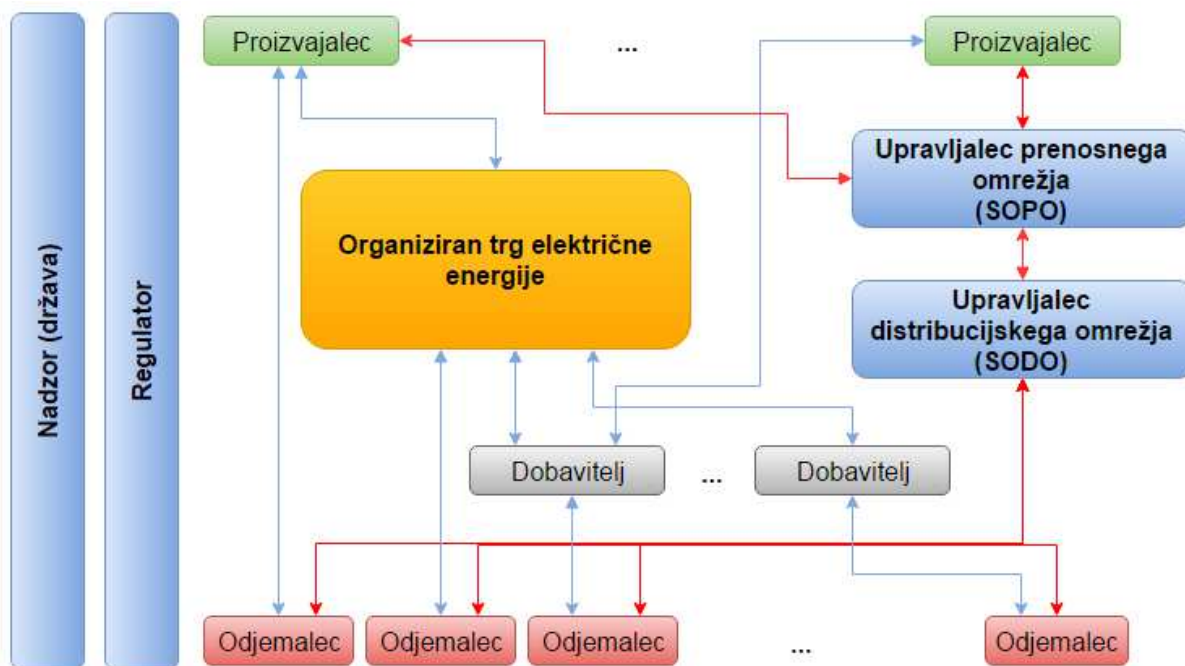 Nadzor (država)
Regulator
Proizvajalec
...
Proizvajalec
Upravljalec prenosnega
omrežja
(SOPO)
Organiziran trg električne
energije
Upravljalec
distribucijskega omrežja
(SODO)
Dobavitelj
...
Dobavitelj
Odjemalec
Odjemalec
Odjemalec
...
Odjemalec